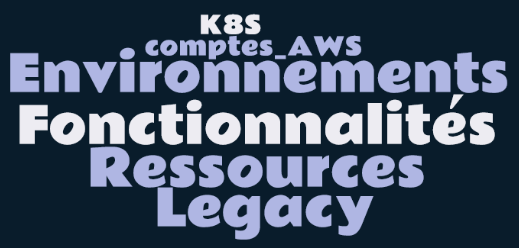 K8S
comptes_AWS
Environnements
Fonctionnalités
Ressources
Legacy